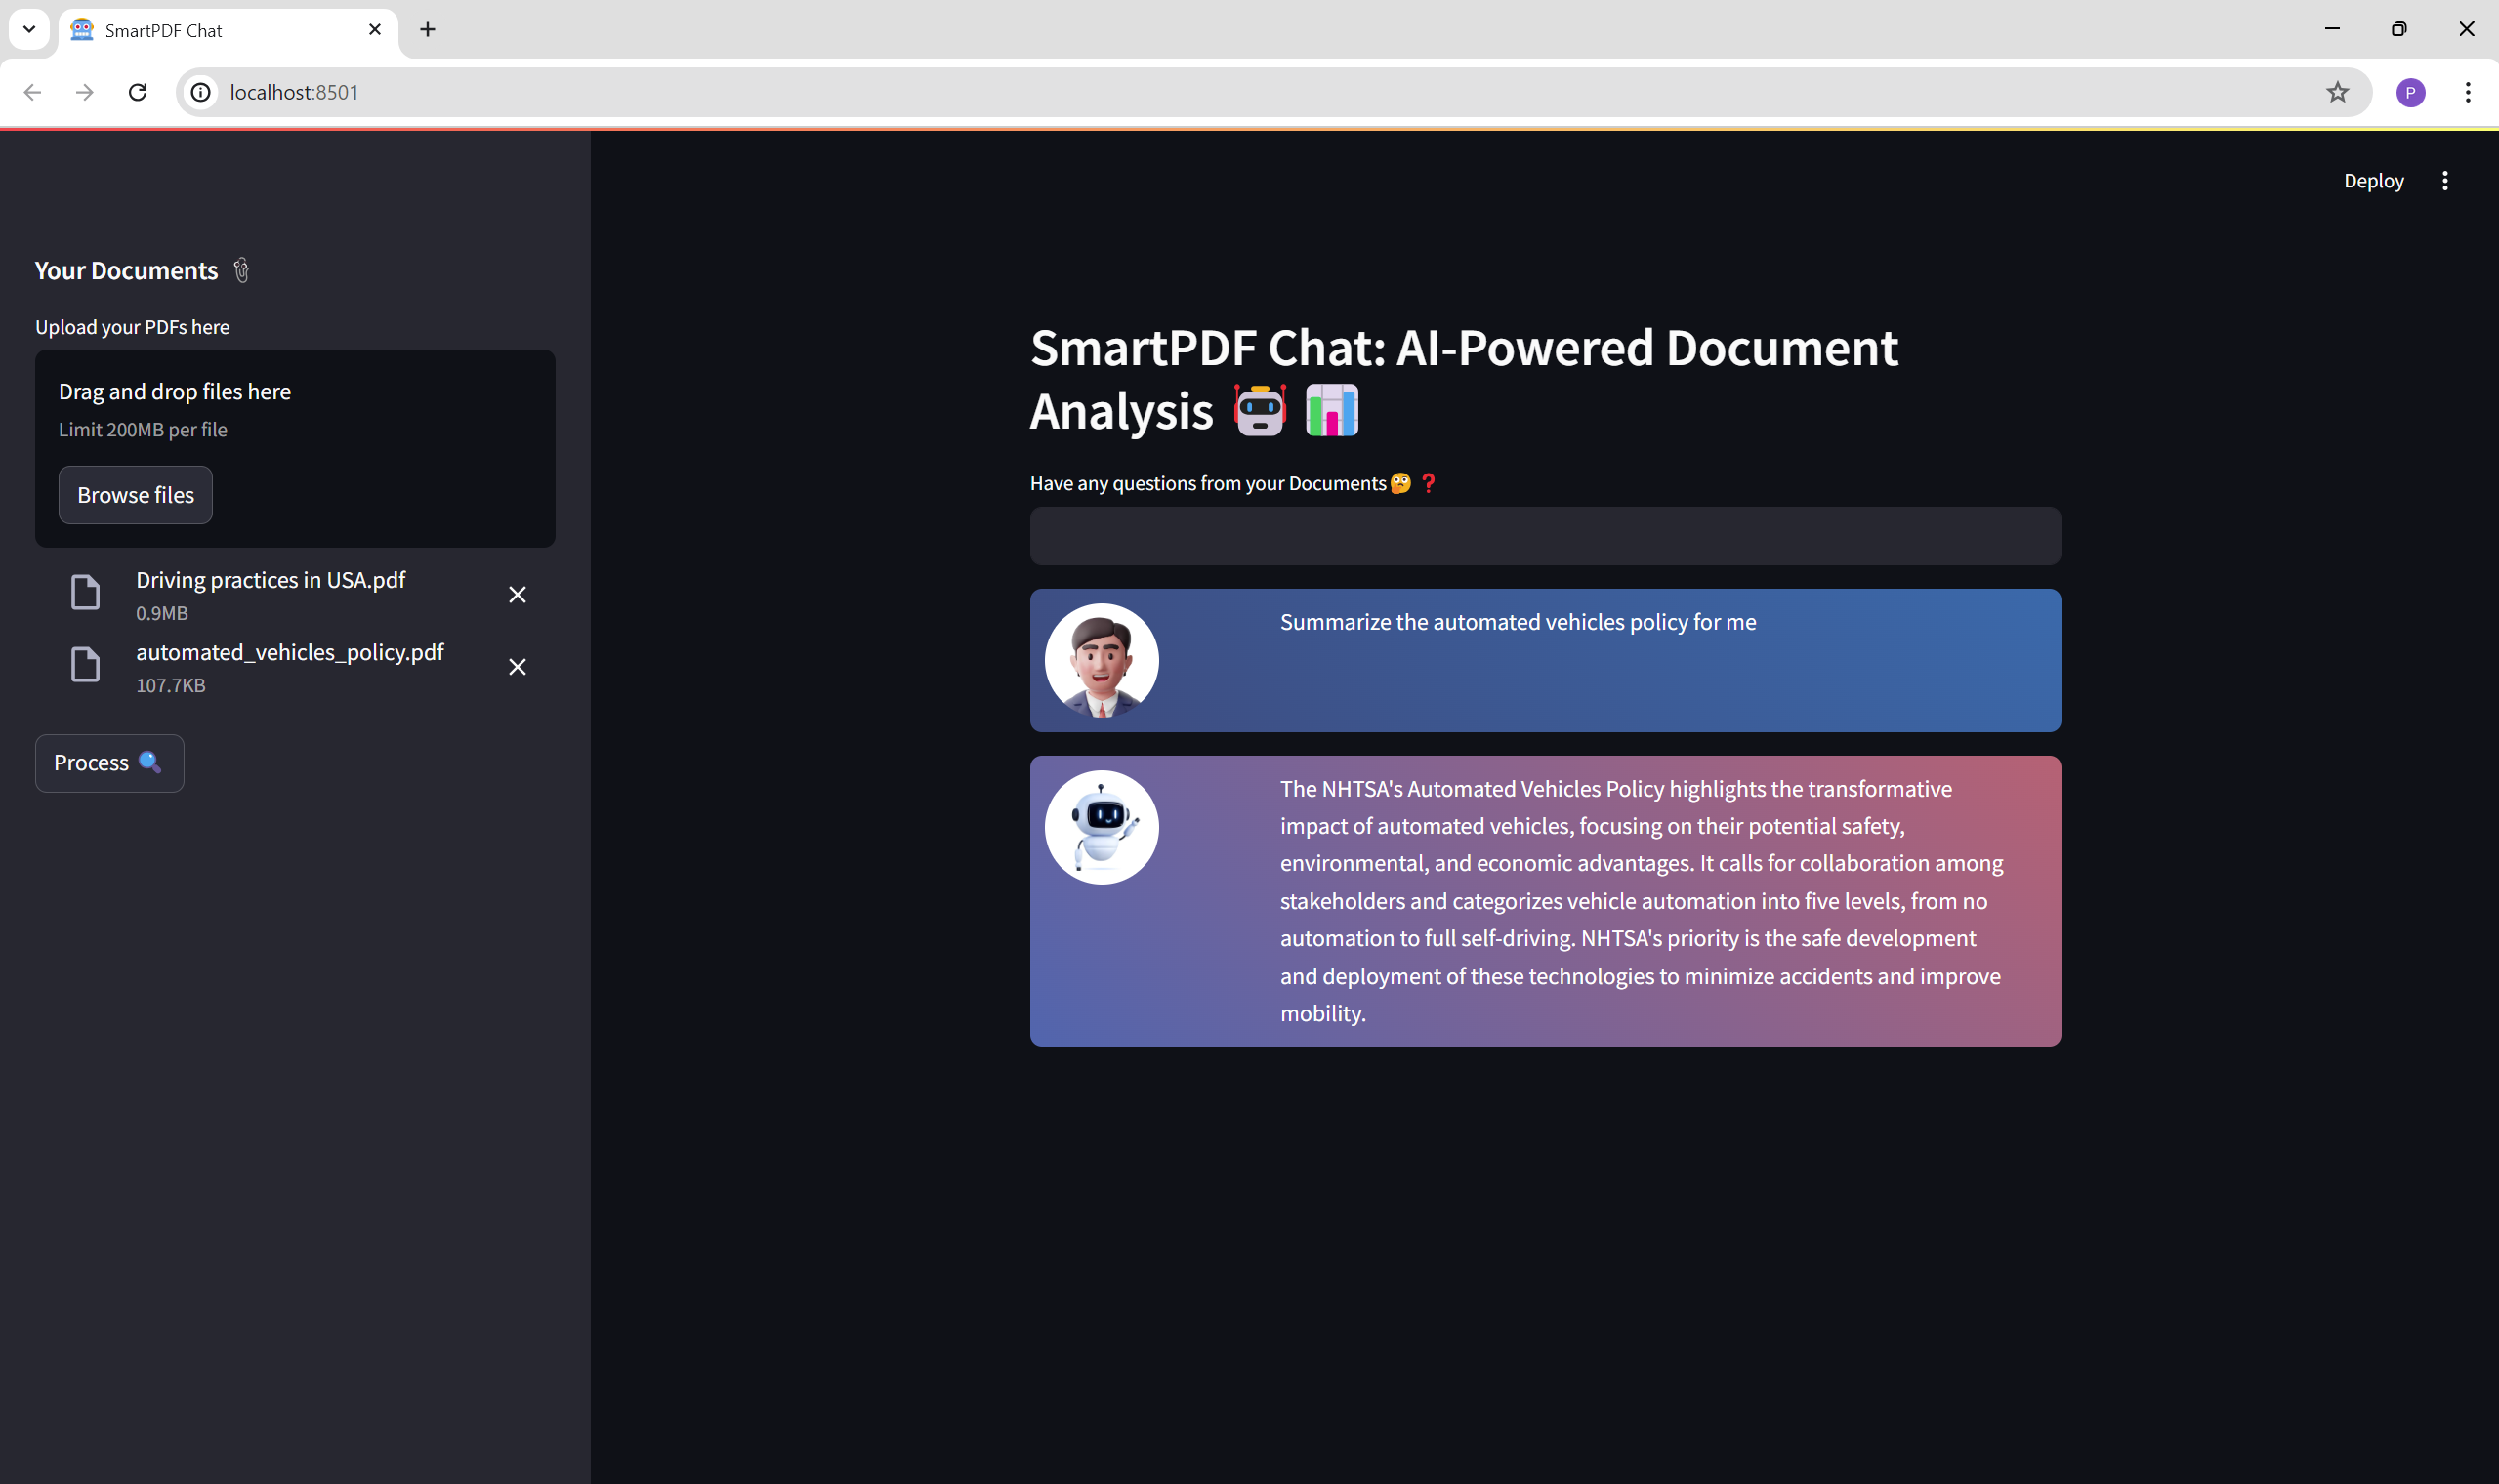 SmartPDF Chat
localhost:8501
P
Deploy
Your Documents
Upload your PDFs here
Drag and drop files here
Limit 200MB per file
Browse files
Driving practices in USA.pdf
0.9MB
automated_vehicles_policy.pdf
107.7KB
Process
SmartPDF Chat: AI-Powered Document
Analysis
Have any questions from your Documents🤔❓
Summarize the automated vehicles policy for me
The NHTSA's Automated Vehicles Policy highlights the transformative
impact of automated vehicles, focusing on their potential safety,
environmental, and economic advantages. It calls for collaboration among
stakeholders and categorizes vehicle automation into five levels, from no
automation to full self-driving. NHTSA's priority is the safe development
and deployment of these technologies to minimize accidents and improve
mobility.